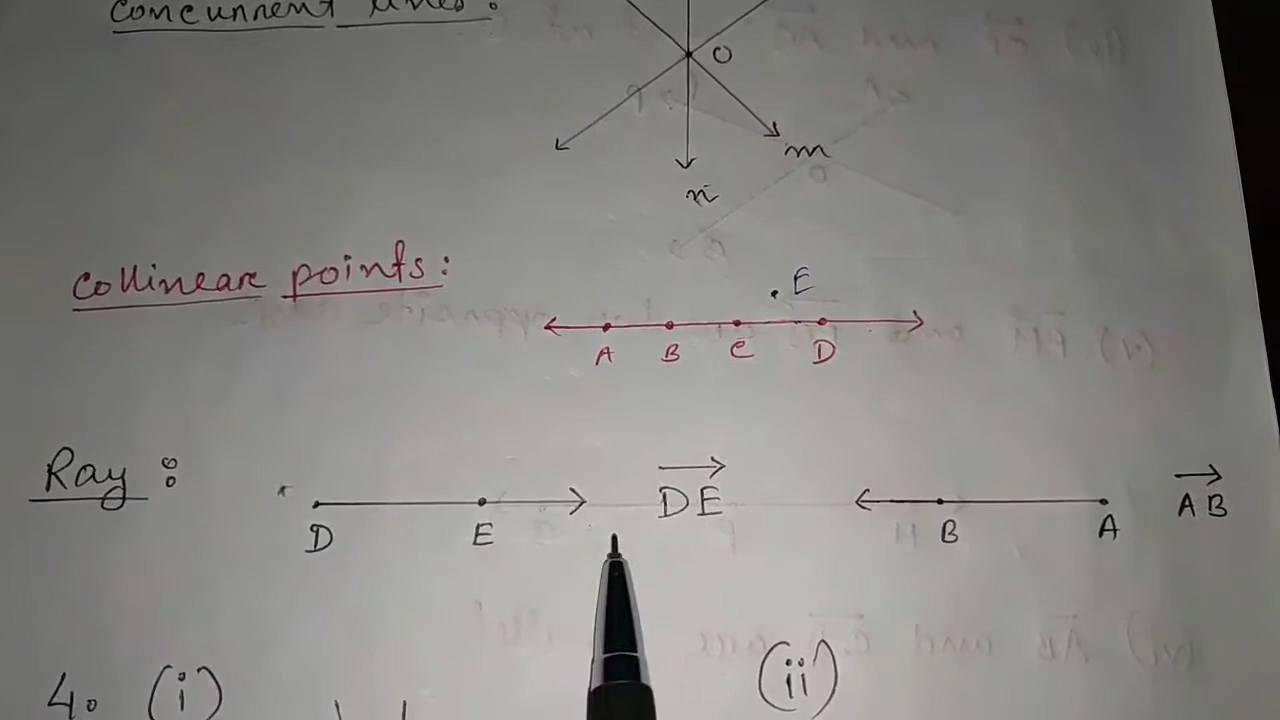 Concurrent lines:
O
m
n
Collinear points:
E
A B C D
Ray:
D E
DE
B A
AB
4. (i)
(ii)